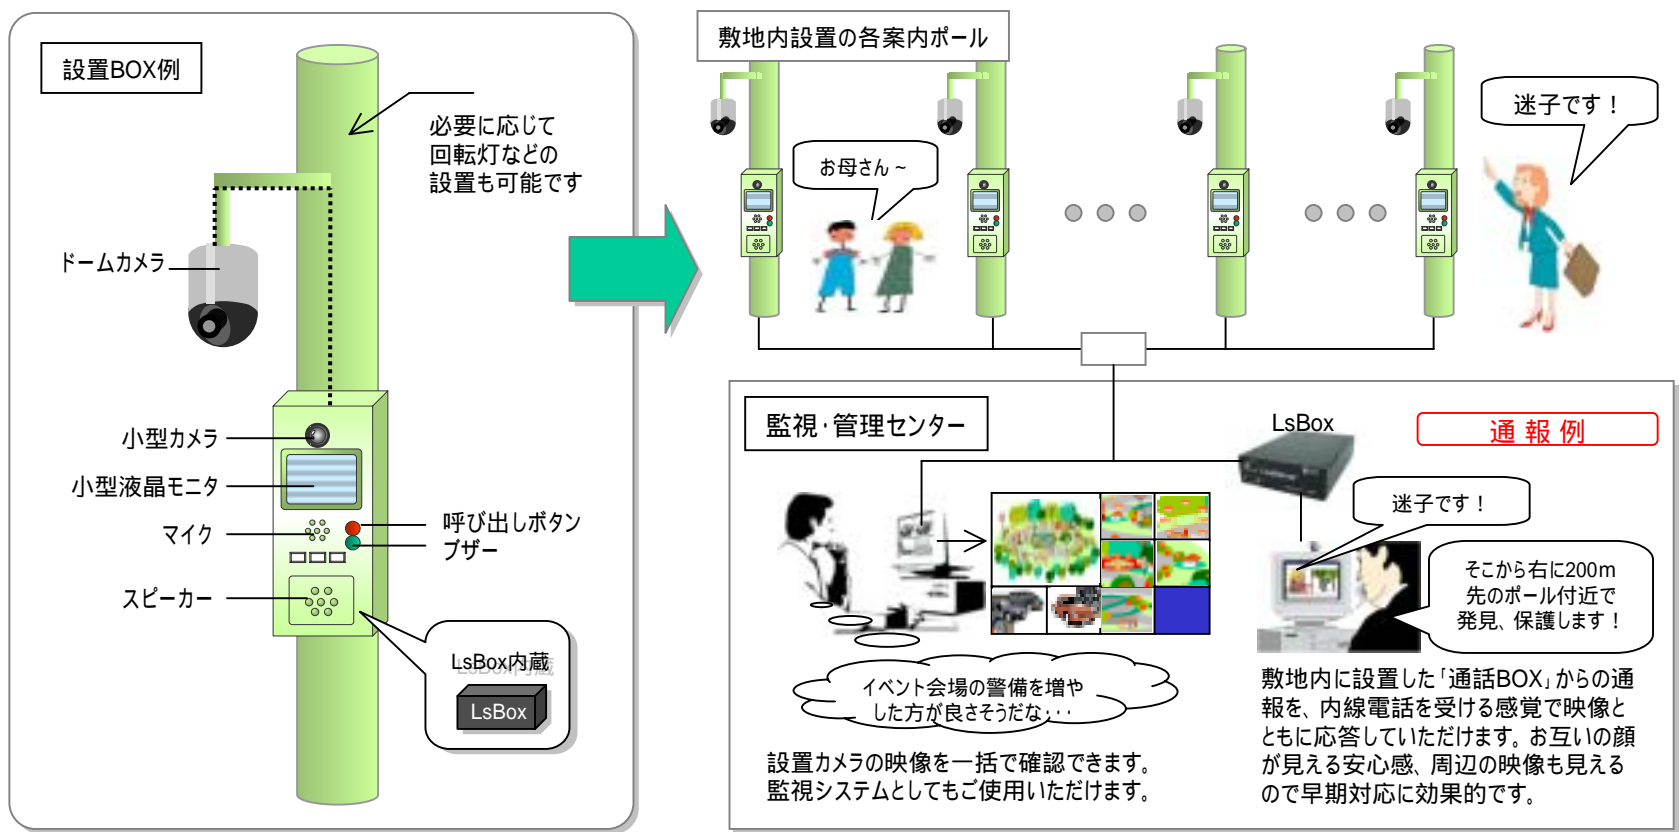 設置BOX例
必要に応じて
回転灯などの
設置も可能です
ドームカメラ
小型カメラ
小型液晶モニタ
マイク
呼び出しボタン
ブザー
スピーカー
LsBox内蔵
LsBox
敷地内設置の各案内ポール
お母さん~
迷子です!
監視・管理センター
LsBox
通報例
迷子です!
そこから右に200m
先のポール付近で
発見、保護します!
イベント会場の警備を増や
した方が良さそうだな・・・
設置カメラの映像を一括で確認できます。
監視システムとしてもご使用いただけます。
敷地内に設置した「通話BOX」からの通
報を、内線電話を受ける感覚で映像と
ともに応答していただけます。お互いの顔
が見える安心感、周辺の映像も見える
ので早期対応に効果的です。